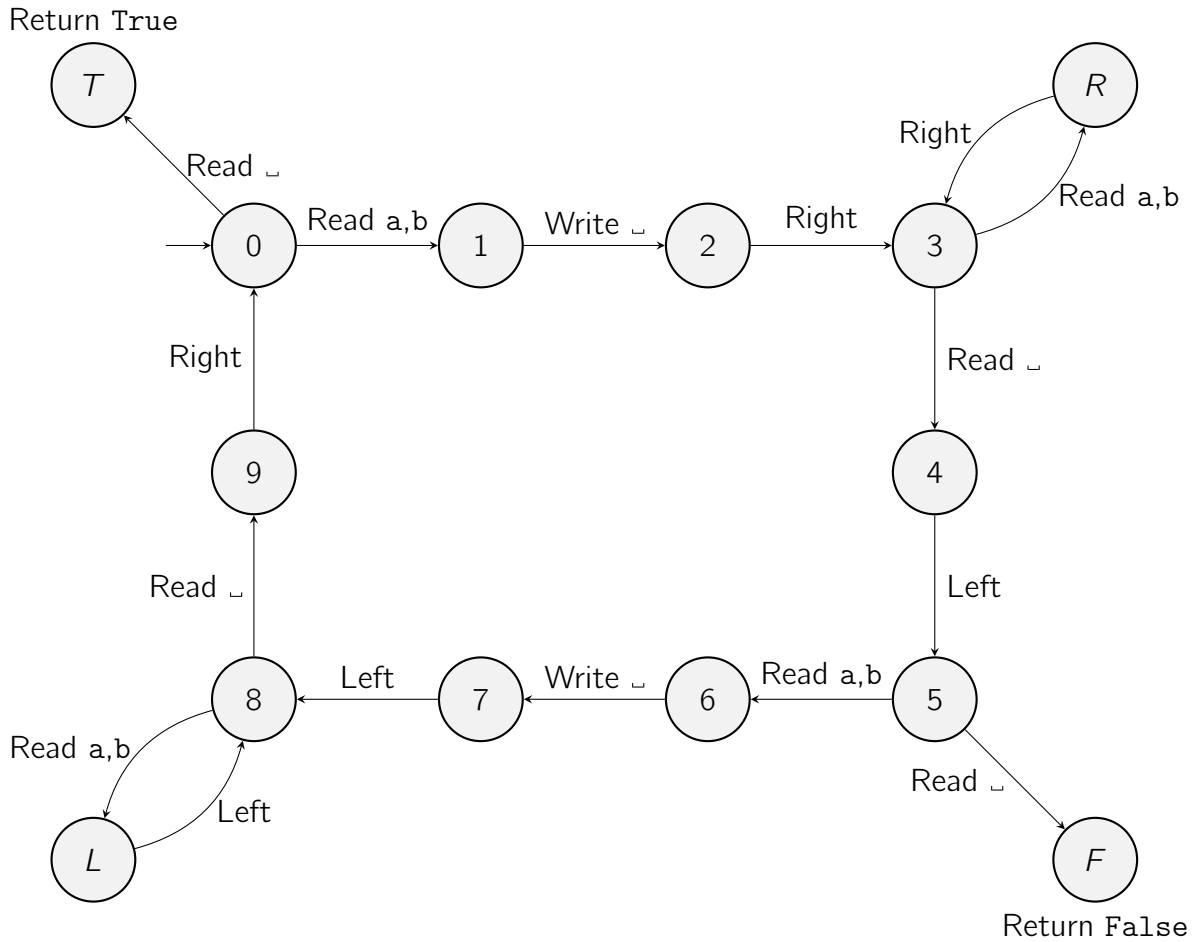 Return True
T
R
Right
Read ␣
Read a,b
Read a,b
Write ␣
Right
0
1
2
3
Right
Read ␣
9
4
Read ␣
Left
Left
Write ␣
Read a,b
8
7
6
5
Read a,b
Read ␣
Left
L
F
Return False